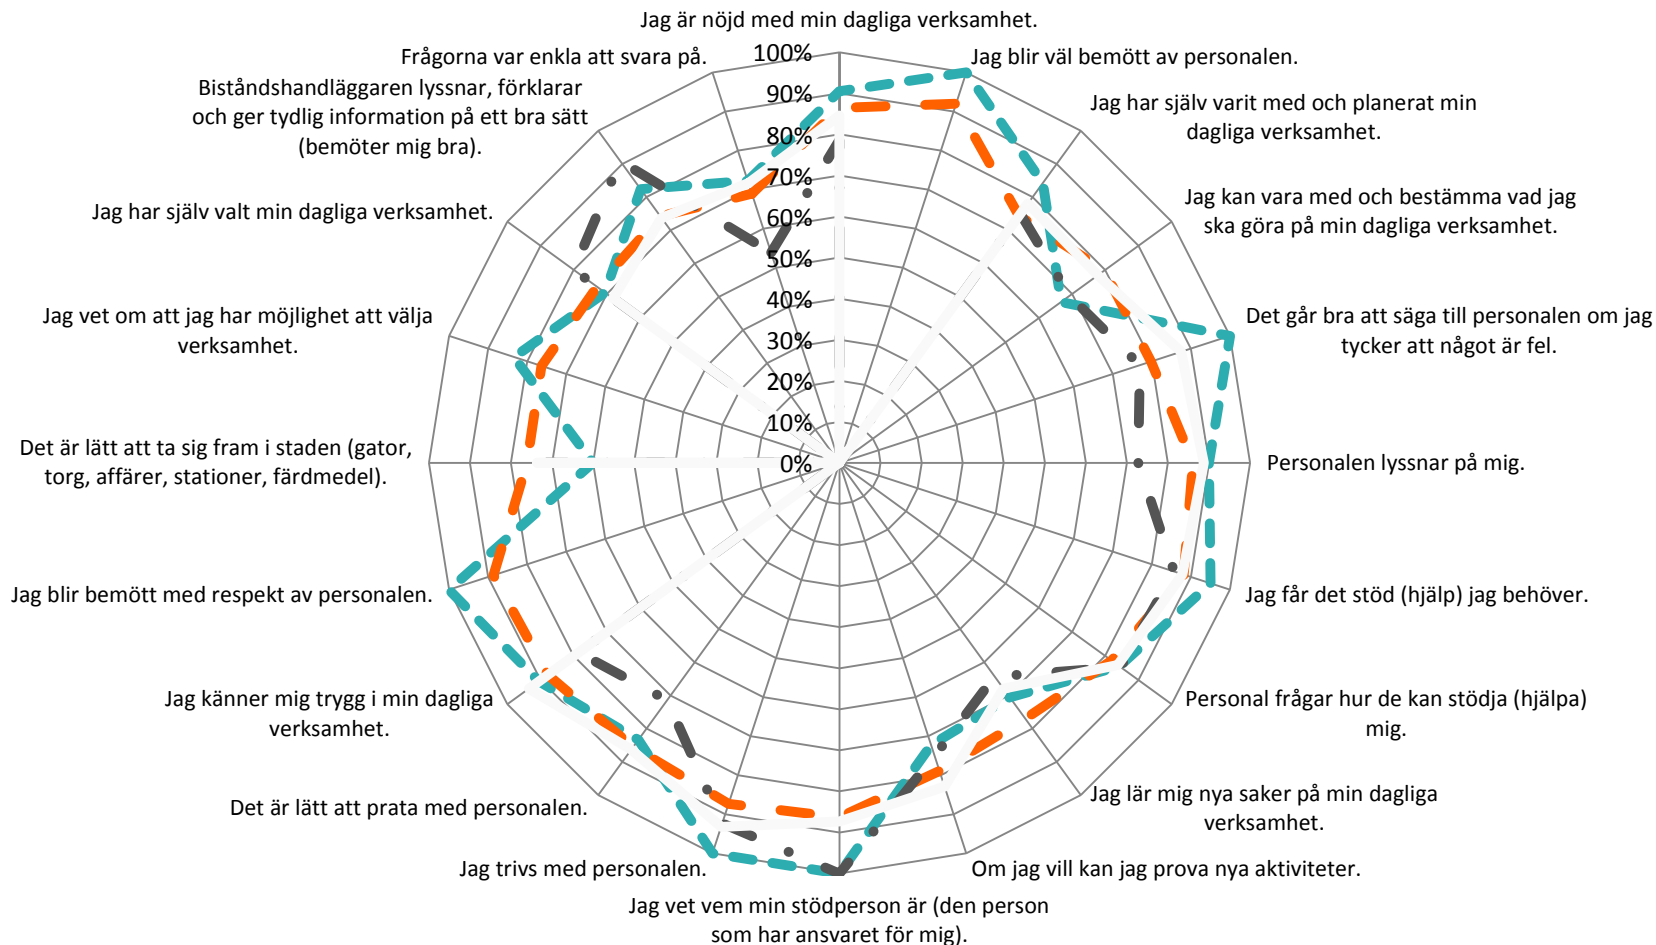 Jag är nöjd med min dagliga verksamhet.
Jag blir väl bemött av personalen.
Jag har själv varit med och planerat min
dagliga verksamhet.
Jag kan vara med och bestämma vad jag
ska göra på min dagliga verksamhet.
Det går bra att säga till personalen om jag
tycker att något är fel.
Personalen lyssnar på mig.
Jag får det stöd (hjälp) jag behöver.
Personal frågar hur de kan stödja (hjälpa)
mig.
Jag lär mig nya saker på min dagliga
verksamhet.
Om jag vill kan jag prova nya aktiviteter.
Jag vet vem min stödperson är (den person
som har ansvaret för mig).
Jag trivs med personalen.
Det är lätt att prata med personalen.
Jag känner mig trygg i min dagliga
verksamhet.
Jag blir bemött med respekt av personalen.
Det är lätt att ta sig fram i staden (gator,
torg, affärer, stationer, färdmedel).
Jag vet om att jag har möjlighet att välja
verksamhet.
Jag har själv valt min dagliga verksamhet.
Biståndshandläggaren lyssnar, förklarar
och ger tydlig information på ett bra sätt
(bemöter mig bra).
Frågorna var enkla att svara på.
100%
90%
80%
70%
60%
50%
40%
30%
20%
10%
0%